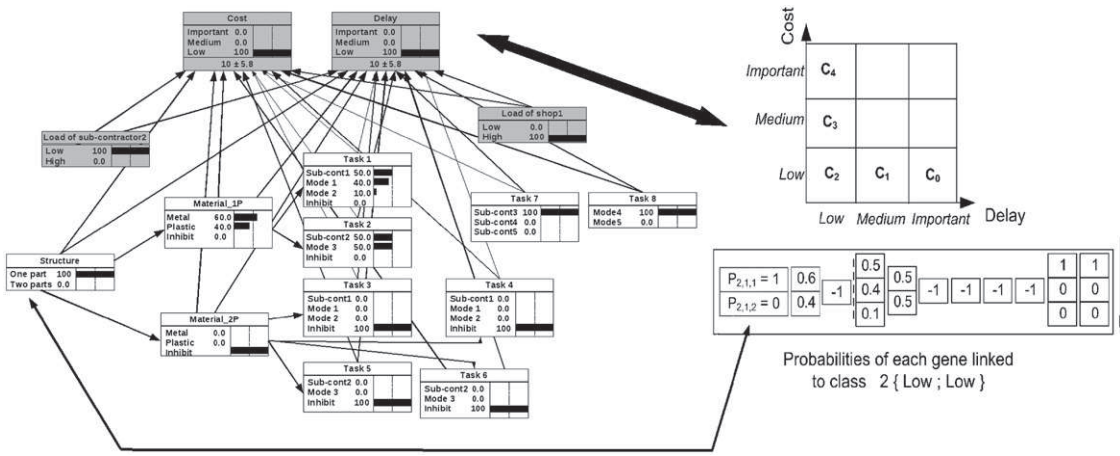 Cost
Important 0.0
Medium 0.0
Low 100
10 ± 5.8
Delay
Important 0.0
Medium 0.0
Low 100
10 ± 5.8
Load of sub-contractor2
Low 100
High 0.0
Load of shop1
Low 0.0
High 100
Task 1
Sub-cont1 50.0
Mode 1 40.0
Mode 2 10.0
Inhibit 0.0
Material_1P
Metal 60.0
Plastic 40.0
Inhibit 0.0
Task 2
Sub-cont2 50.0
Mode 3 50.0
Inhibit 0.0
Task 7
Sub-cont3 100
Sub-cont4 0.0
Sub-cont5 0.0
Task 8
Mode4 100
Mode5 0.0
Structure
One part 100
Two parts 0.0
Task 3
Sub-cont1 0.0
Mode 1 0.0
Mode 2 0.0
Inhibit 100
Task 4
Sub-cont1 0.0
Mode 1 0.0
Mode 2 0.0
Inhibit 100
Material_2P
Metal 0.0
Plastic 0.0
Inhibit
Task 5
Sub-cont2 0.0
Mode 3 0.0
Inhibit 100
Task 6
Sub-cont2 0.0
Mode 3 0.0
Inhibit 100
Cost
Important C4
Medium C3
Low C2 C1 C0
Low Medium Important Delay
P2,1,1 = 1 0.6 -1 0.5 0.5 -1 -1 -1 -1 1 1
P2,1,2 = 0 0.4 0.4 0.5 0 0
0.1 0 0
Probabilities of each gene linked
to class 2 { Low ; Low }